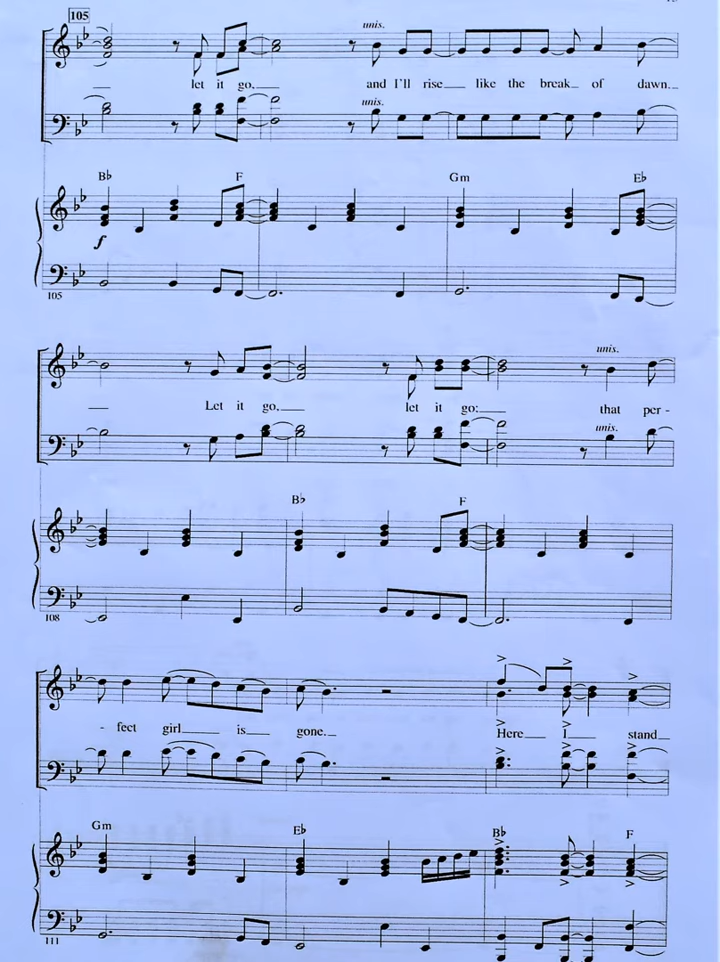 105
unis.
let it go, and I'll rise like the break of dawn.
unis.
B♭ F Gm E♭
f
105
unis.
Let it go, let it go; that per-
unis.
B♭ F
108
- fect girl is gone. Here I stand
Gm E♭ B♭ F
111